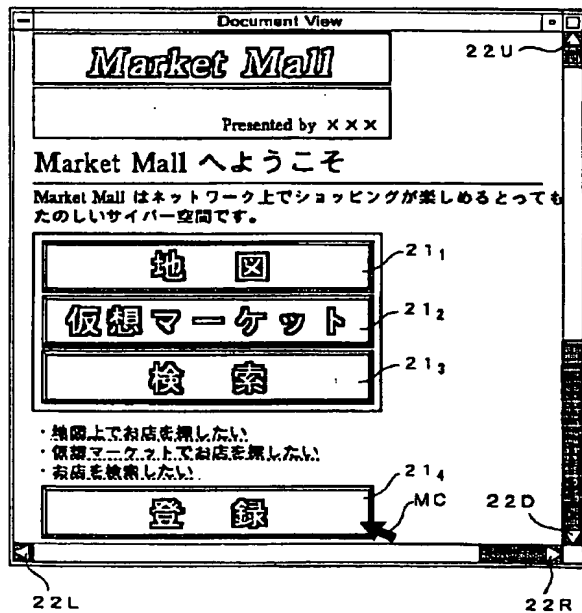 Document View
22U
Market Mall
Presented by ×××
Market Mall へようこそ
Market Mall はネットワーク上でショッピングが楽しめるとっても
たのしいサイバー空間です。
地 図
21₁
仮想マーケット
21₂
検 索
21₃
・地図上でお店を探したい
・仮想マーケットでお店を探したい
・お店を検索したい
21₄
登 録
MC
22D
22L
22R